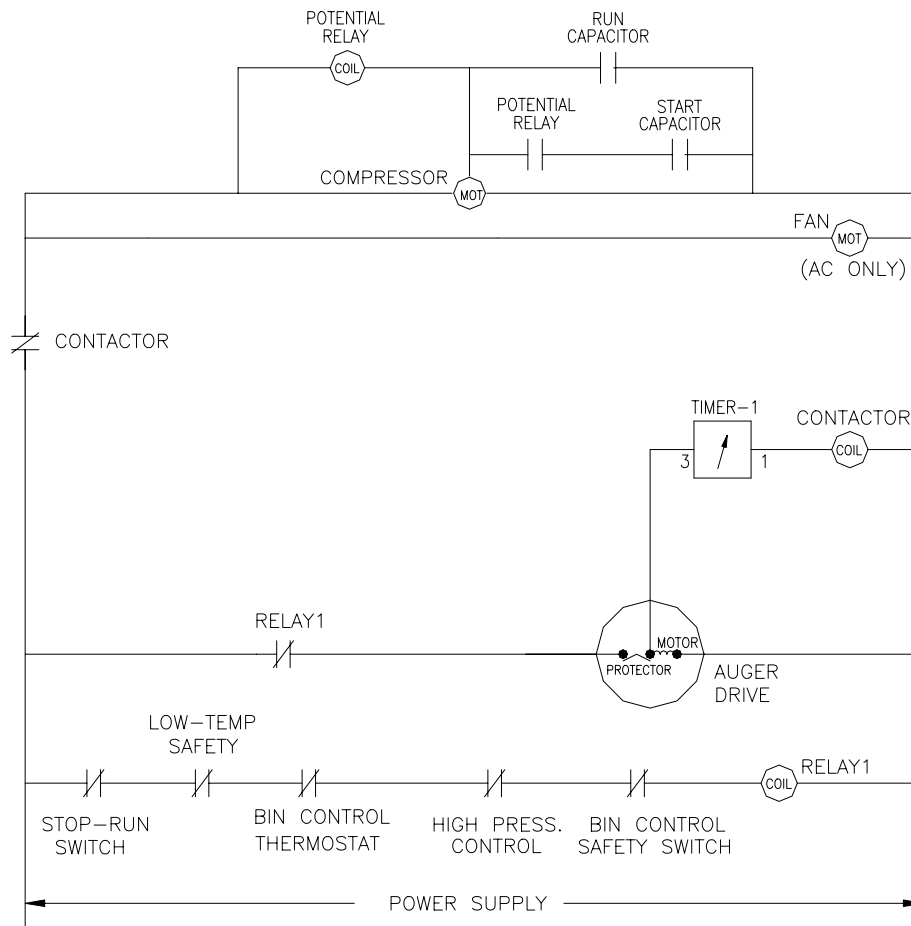 POTENTIAL
RELAY
COIL
RUN
CAPACITOR
POTENTIAL
RELAY
START
CAPACITOR
COMPRESSOR
MOT
FAN
MOT
(AC ONLY)
CONTACTOR
TIMER-1
3
1
CONTACTOR
COIL
RELAY1
MOTOR
PROTECTOR
AUGER
DRIVE
LOW-TEMP
SAFETY
COIL
RELAY1
STOP-RUN
SWITCH
BIN CONTROL
THERMOSTAT
HIGH PRESS.
CONTROL
BIN CONTROL
SAFETY SWITCH
POWER SUPPLY